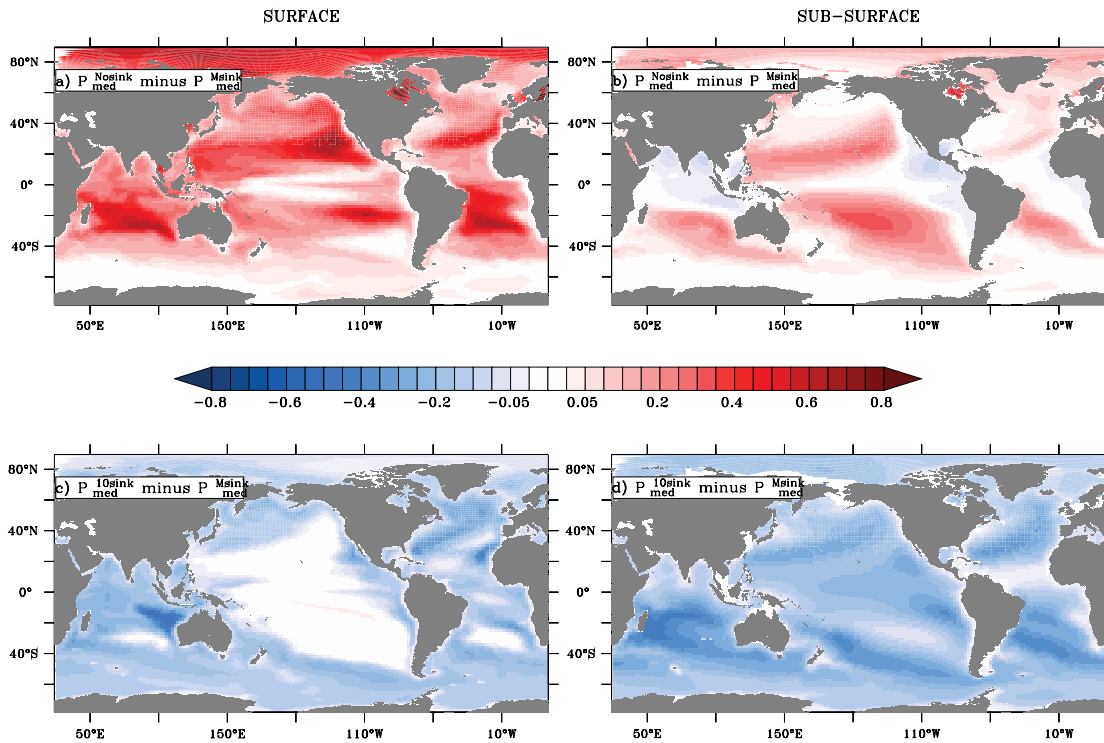 SURFACE SUB-SURFACE
80°N 80°N
a) P Nosink med minus P Msink med b) P Nosink med minus P Msink med
40°N 40°N
0° 0°
40°S 40°S
50°E 150°E 110°W 10°W 50°E 150°E 110°W 10°W
-0.8 -0.6 -0.4 -0.2 -0.05 0.05 0.2 0.4 0.6 0.8
80°N 80°N
c) P 10sink med minus P Msink med d) P 10sink med minus P Msink med
40°N 40°N
0° 0°
40°S 40°S
50°E 150°E 110°W 10°W 50°E 150°E 110°W 10°W